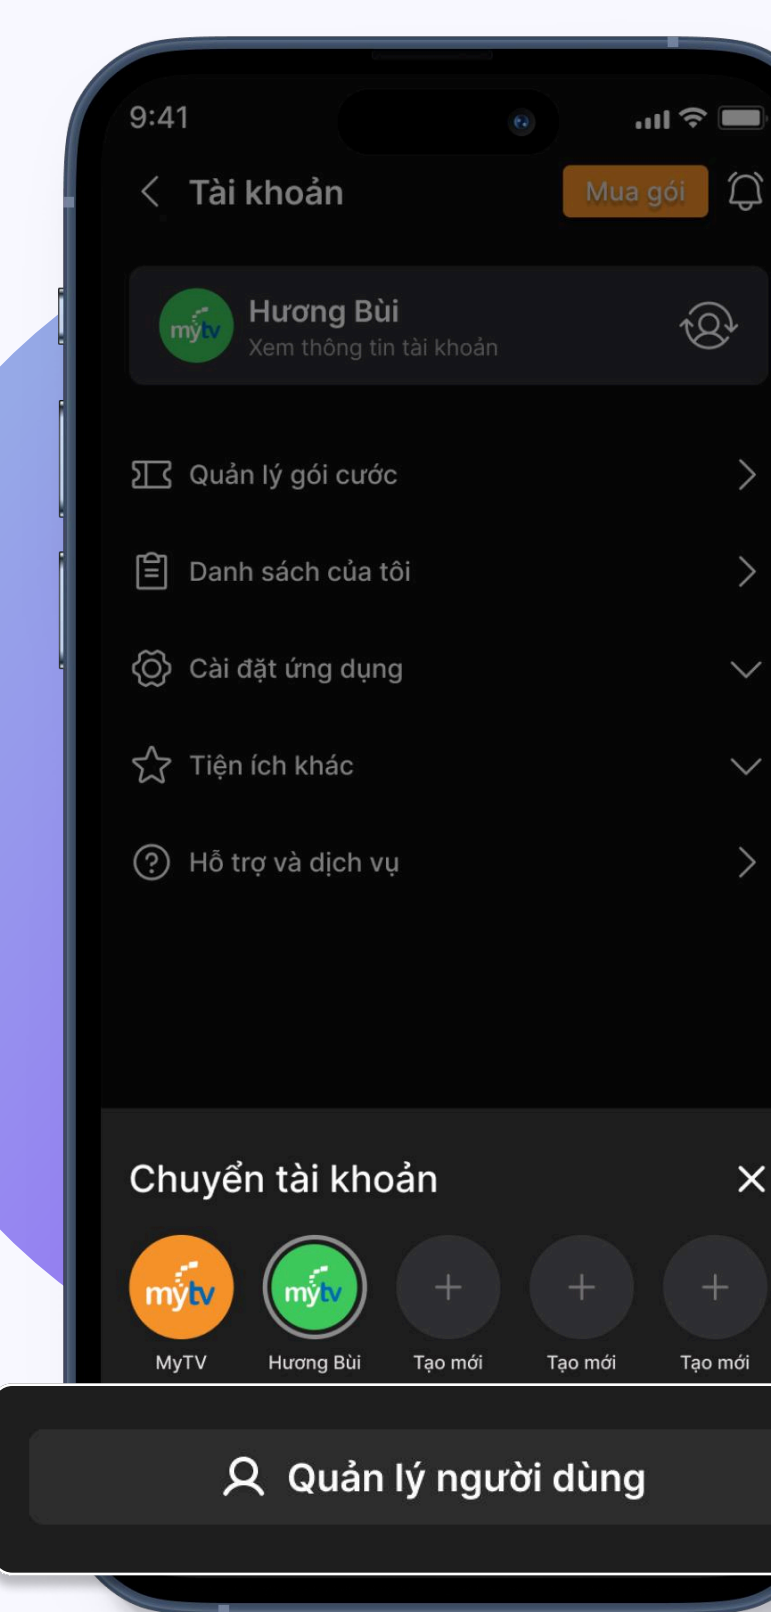 9:41
Tài khoản
Mua gói
mytv
Hương Bùi
Xem thông tin tài khoản
Quản lý gói cước
Danh sách của tôi
Cài đặt ứng dụng
Tiện ích khác
Hỗ trợ và dịch vụ
Chuyển tài khoản
mytv
mytv
MyTV
Hương Bùi
Tạo mới
Tạo mới
Tạo mới
Quản lý người dùng